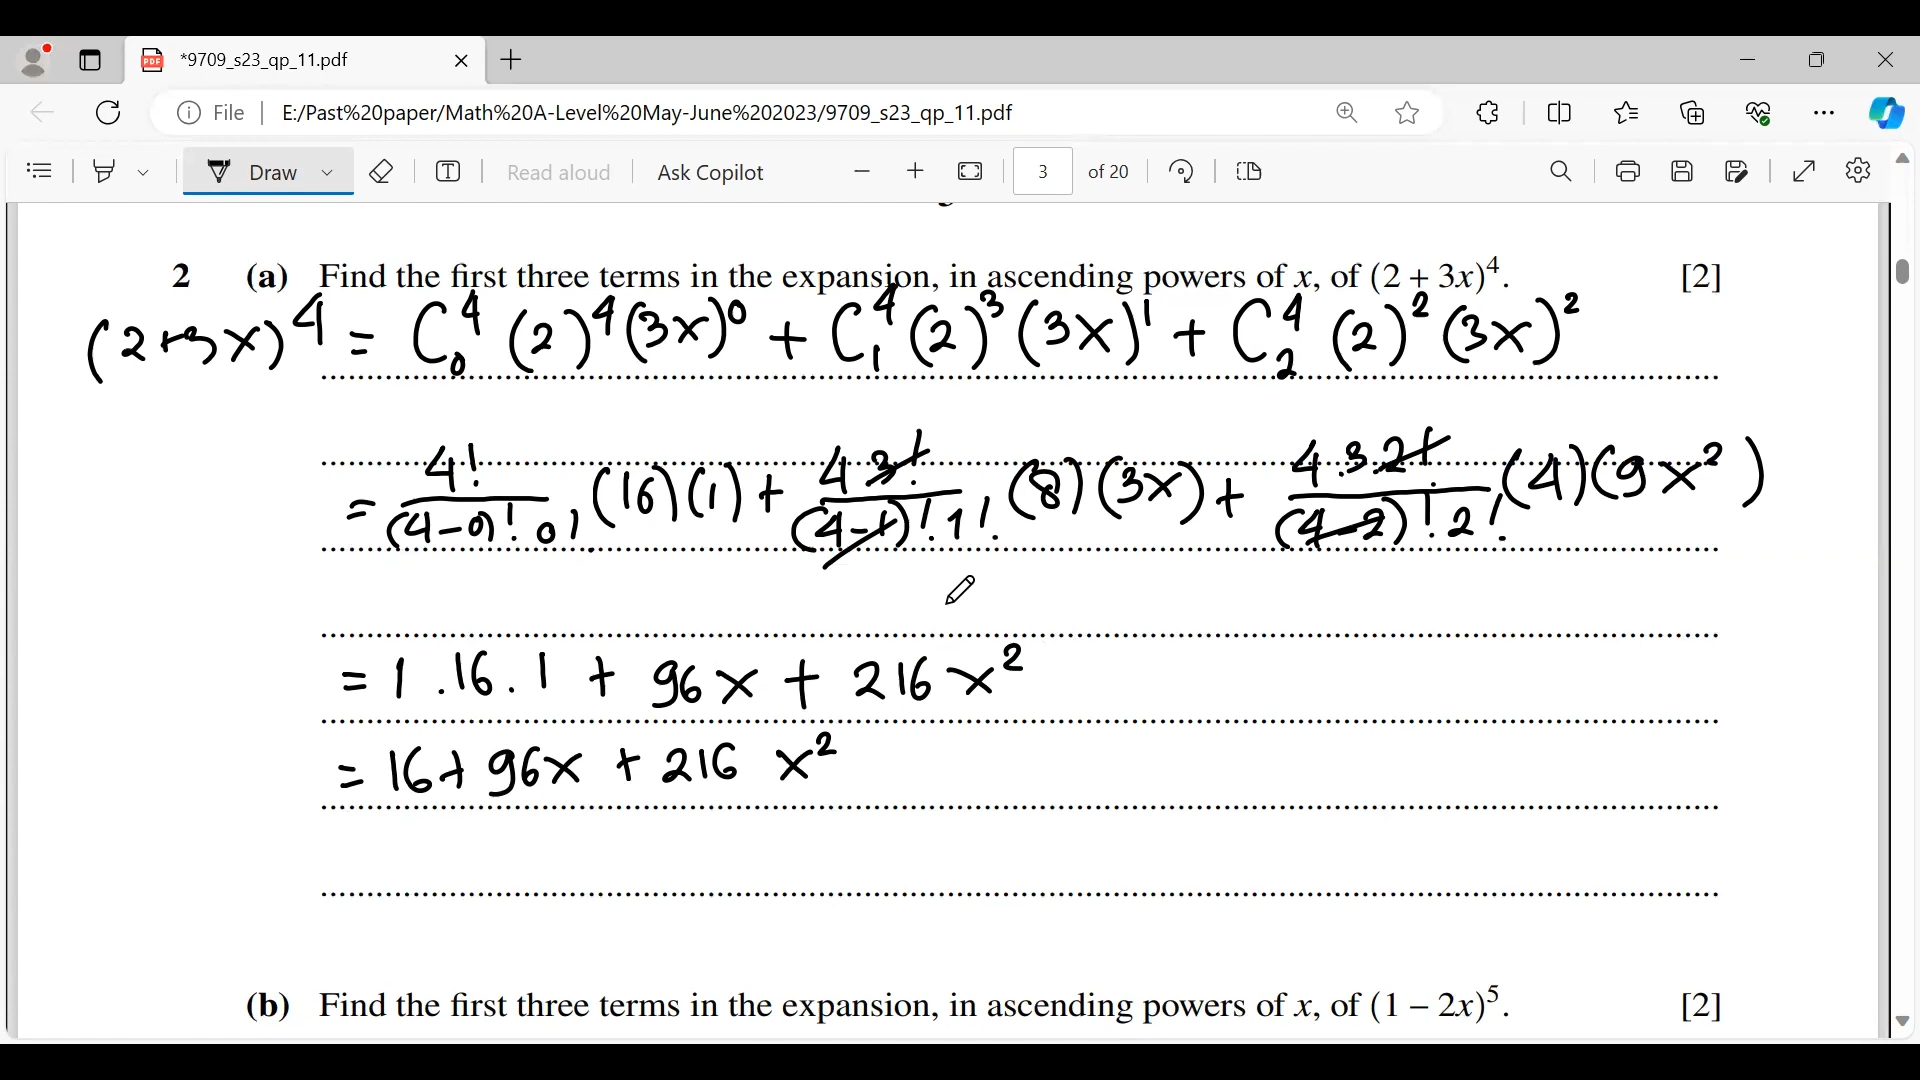 *9709_s23_qp_11.pdf
File | E:/Past%20paper/Math%20A-Level%20May-June%202023/9709_s23_qp_11.pdf
Draw Read aloud Ask Copilot 3 of 20
2 (a) Find the first three terms in the expansion, in ascending powers of x, of (2 + 3x)⁴. [2]
(2+3x)⁴ = C₀⁴ (2)⁴(3x)⁰ + C₁⁴ (2)³ (3x)¹ + C₂⁴ (2)² (3x)²
= 4!/(4-0)! 0! (16)(1) + 4 3!/(4-1)! 1! (8)(3x) + 4.3.2!/(4-2)! 2! (4)(9x²)
= 1 . 16 . 1 + 96x + 216 x²
= 16 + 96x + 216 x²
(b) Find the first three terms in the expansion, in ascending powers of x, of (1 – 2x)⁵. [2]